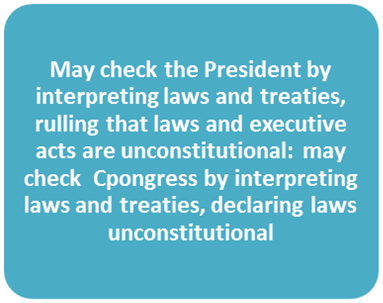 May check the President by
interpreting laws and treaties,
rulling that laws and executive
acts are unconstitutional:  may
check  Cpongress by interpreting
laws and treaties, declaring laws
unconstitutional